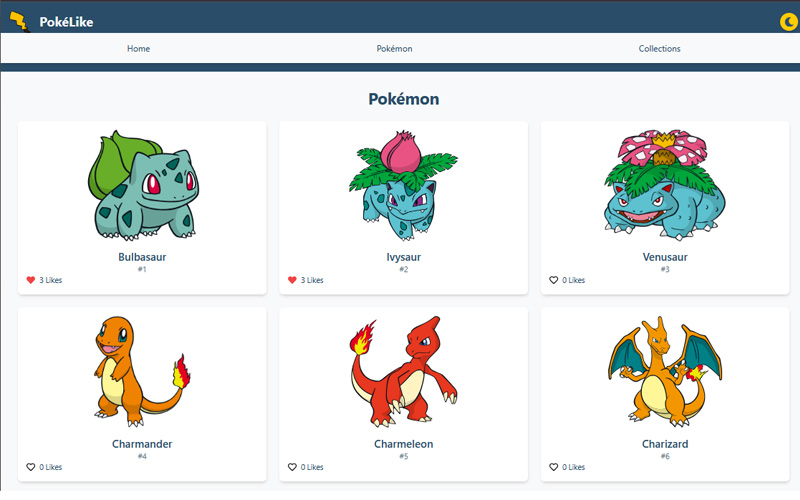 PokéLike
Home Pokémon Collections
Pokémon
Bulbasaur
#1
3 Likes
Ivysaur
#2
3 Likes
Venusaur
#3
0 Likes
Charmander
#4
0 Likes
Charmeleon
#5
0 Likes
Charizard
#6
0 Likes